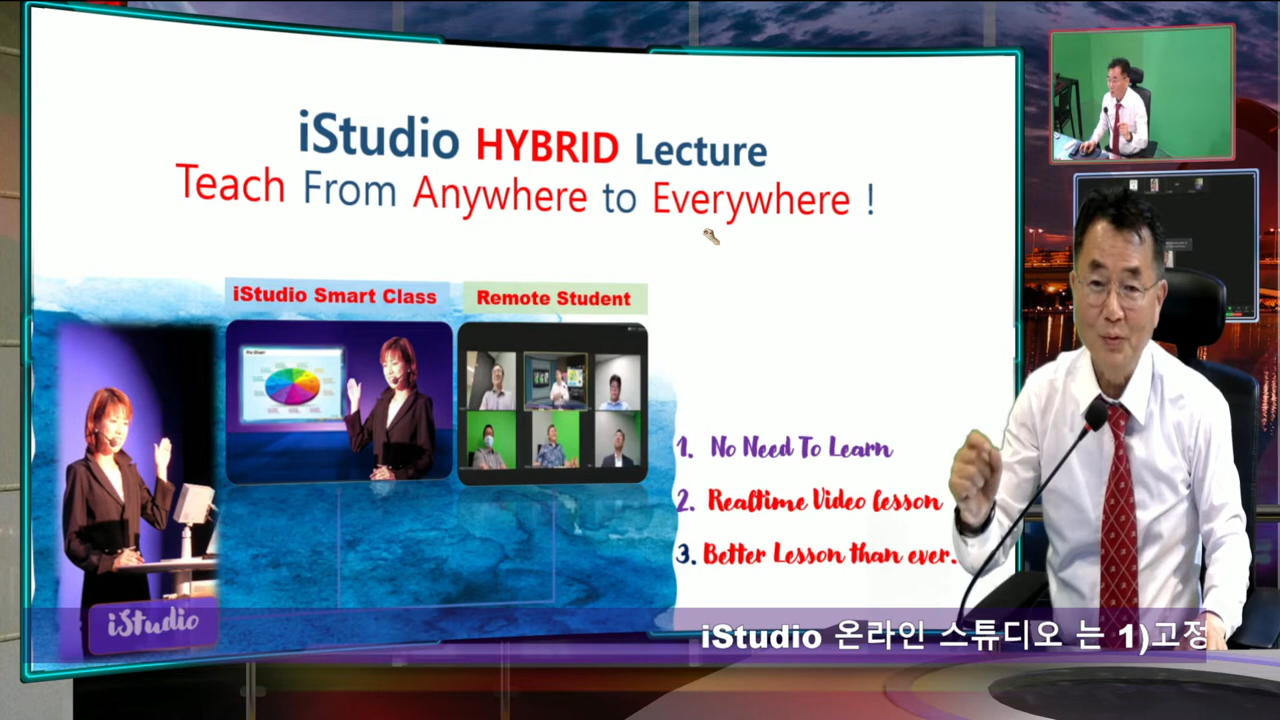 iStudio HYBRID Lecture
Teach From Anywhere to Everywhere !
iStudio Smart Class
Remote Student
1. No Need To Learn
2. Realtime Video lesson
3. Better Lesson than ever.
iStudio
iStudio 온라인 스튜디오 는 1)고정